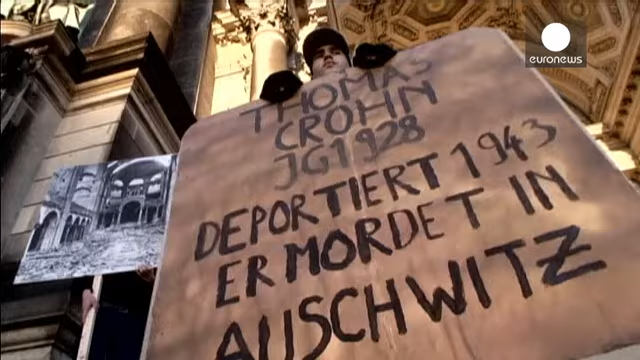 euronews
THOMAS
CROHN
JG 1928
DEPORTIERT 1943
ERMORDET IN
AUSCHWITZ